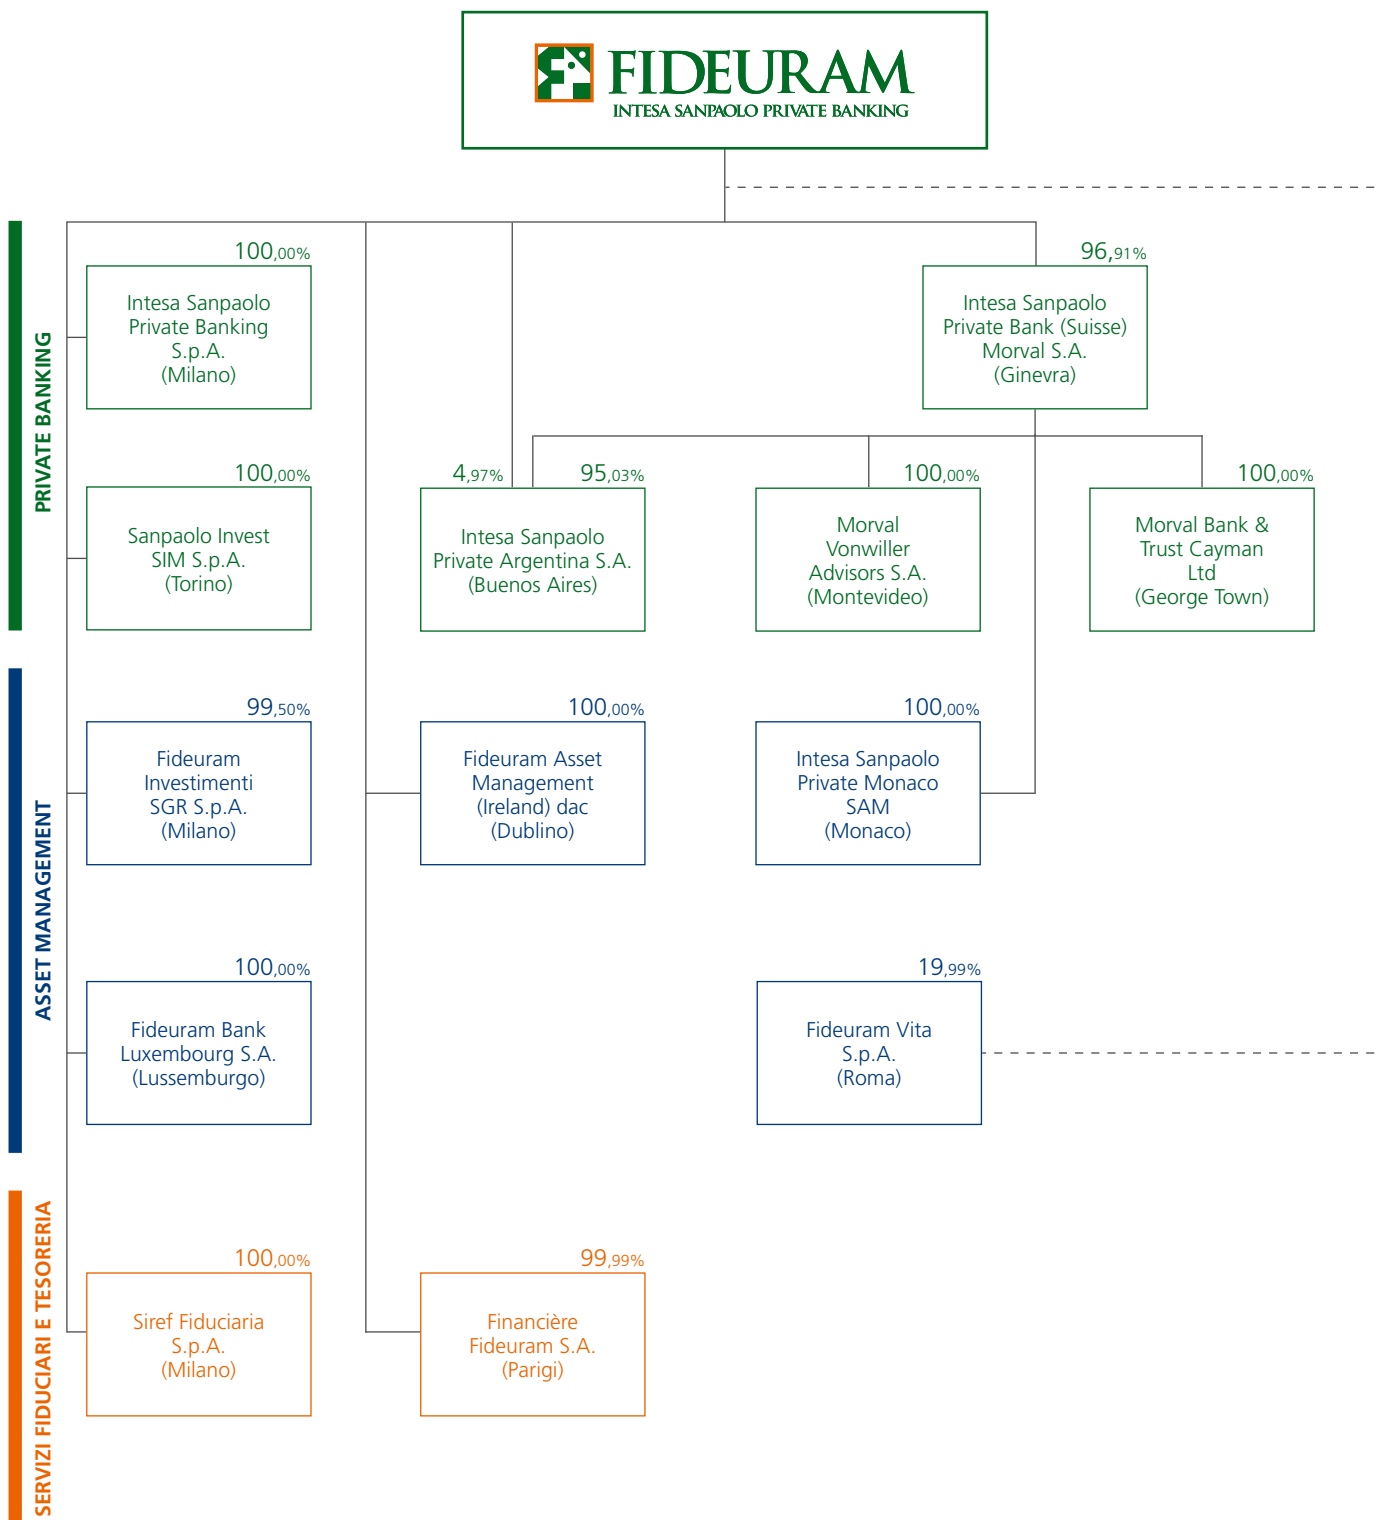 FIDEURAM
INTESA SANPAOLO PRIVATE BANKING
PRIVATE BANKING
100,00%
Intesa Sanpaolo
Private Banking
S.p.A.
(Milano)
96,91%
Intesa Sanpaolo
Private Bank (Suisse)
Morval S.A.
(Ginevra)
100,00%
Sanpaolo Invest
SIM S.p.A.
(Torino)
4,97%
95,03%
Intesa Sanpaolo
Private Argentina S.A.
(Buenos Aires)
100,00%
Morval
Vonwiller
Advisors S.A.
(Montevideo)
100,00%
Morval Bank &
Trust Cayman
Ltd
(George Town)
ASSET MANAGEMENT
99,50%
Fideuram
Investimenti
SGR S.p.A.
(Milano)
100,00%
Fideuram Asset
Management
(Ireland) dac
(Dublino)
100,00%
Intesa Sanpaolo
Private Monaco
SAM
(Monaco)
100,00%
Fideuram Bank
Luxembourg S.A.
(Lussemburgo)
19,99%
Fideuram Vita
S.p.A.
(Roma)
SERVIZI FIDUCIARI E TESORERIA
100,00%
Siref Fiduciaria
S.p.A.
(Milano)
99,99%
Financière
Fideuram S.A.
(Parigi)